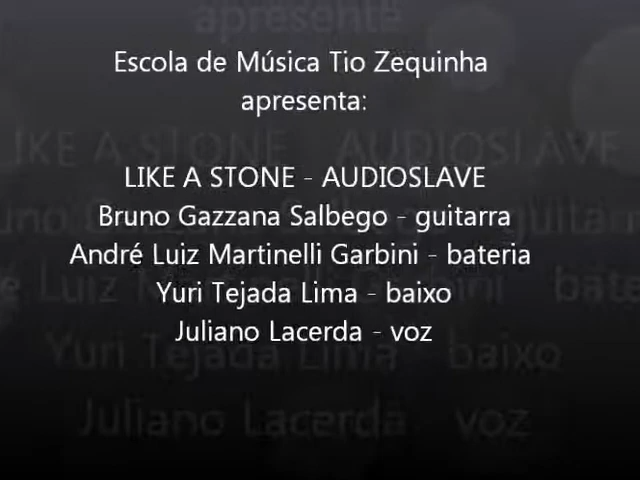 Escola de Música Tio Zequinha
apresenta:
LIKE A STONE - AUDIOSLAVE
Bruno Gazzana Salbego - guitarra
André Luiz Martinelli Garbini - bateria
Yuri Tejada Lima - baixo
Juliano Lacerda - voz